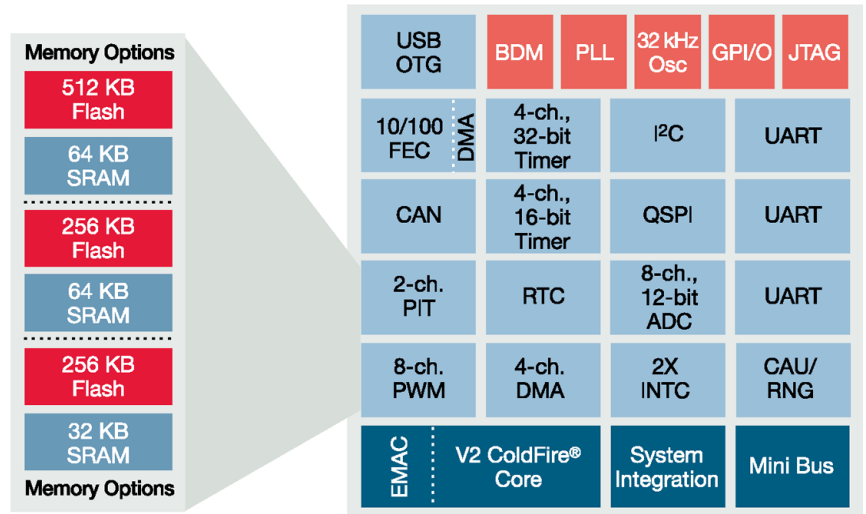 Memory Options
512 KB
Flash
64 KB
SRAM
256 KB
Flash
64 KB
SRAM
256 KB
Flash
32 KB
SRAM
Memory Options
USB
OTG
BDM
PLL
32 kHz
Osc
GPI/O
JTAG
10/100
FEC
DMA
4-ch.,
32-bit
Timer
I²C
UART
CAN
4-ch.,
16-bit
Timer
QSPI
UART
2-ch.
PIT
RTC
8-ch.,
12-bit
ADC
UART
8-ch.
PWM
4-ch.
DMA
2X
INTC
CAU/
RNG
EMAC
V2 ColdFire®
Core
System
Integration
Mini Bus